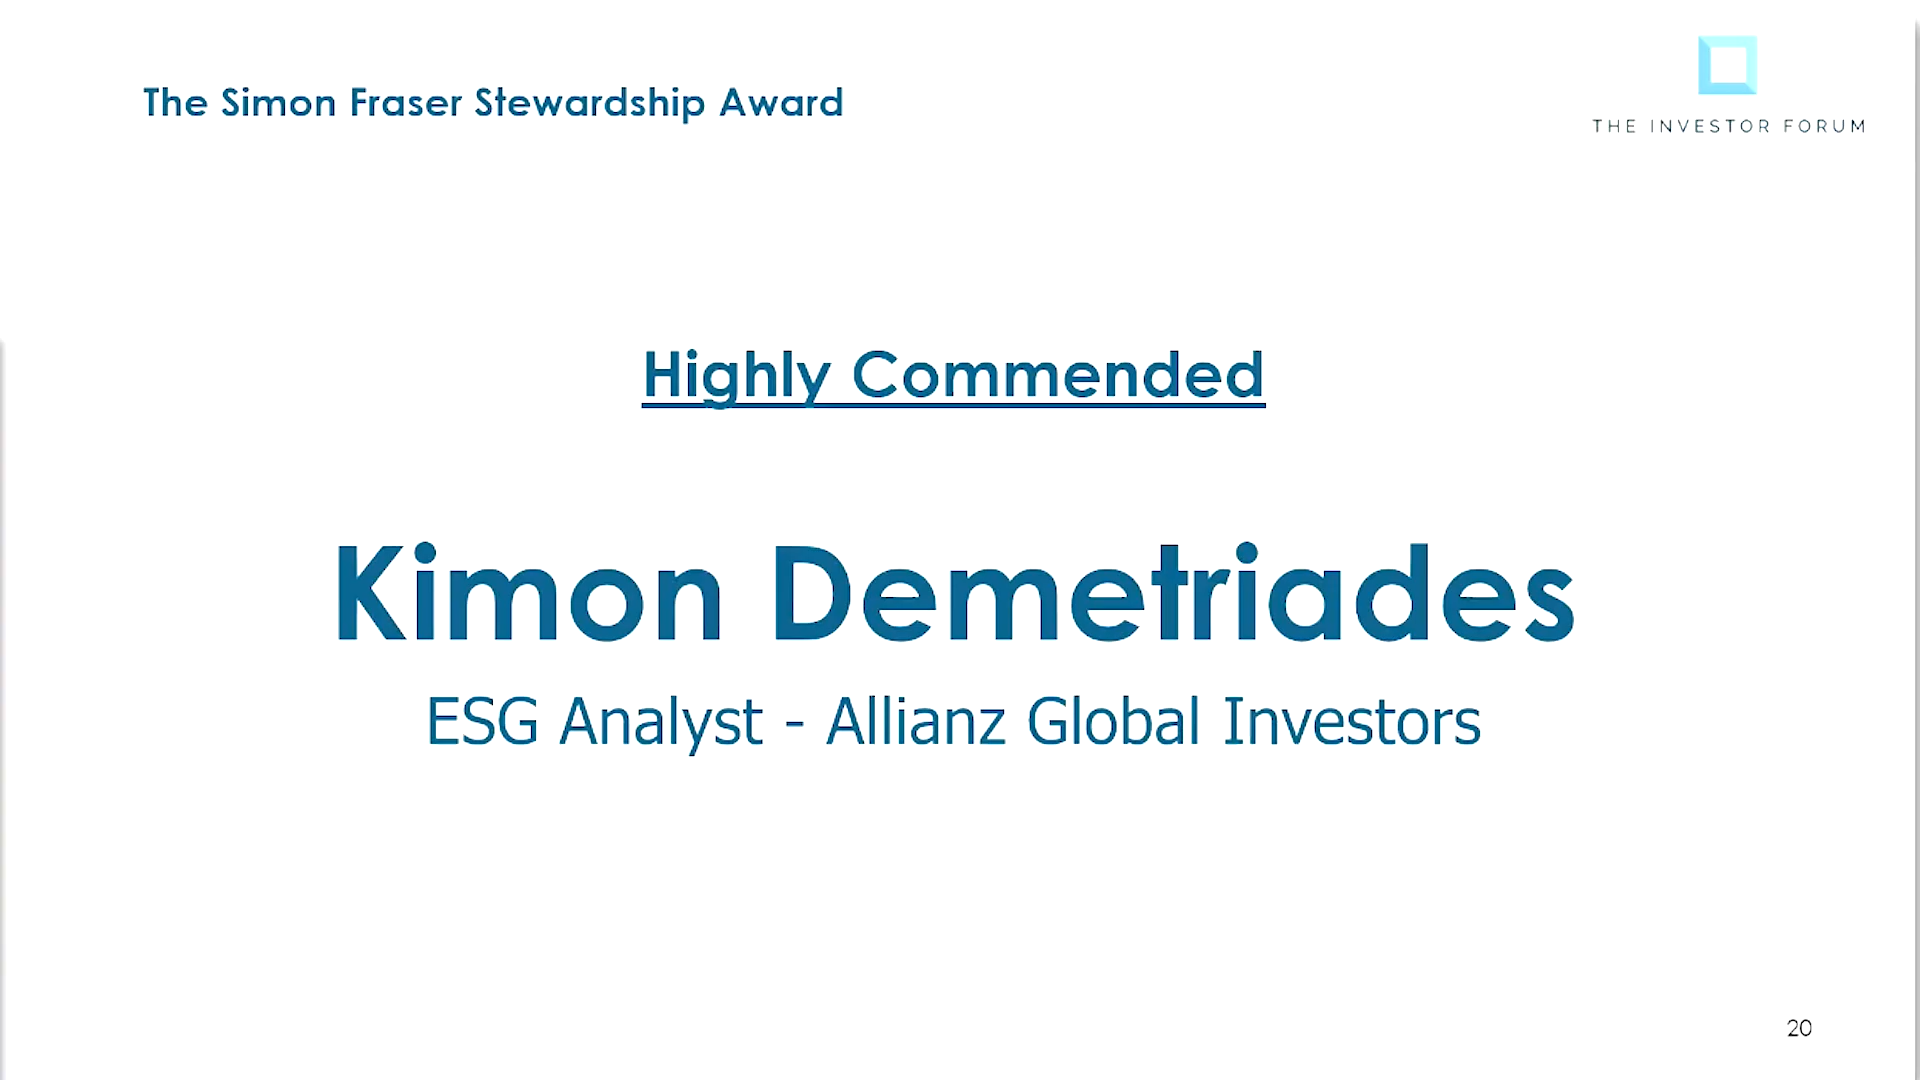 The Simon Fraser Stewardship Award
THE INVESTOR FORUM
Highly Commended
Kimon Demetriades
ESG Analyst - Allianz Global Investors
20